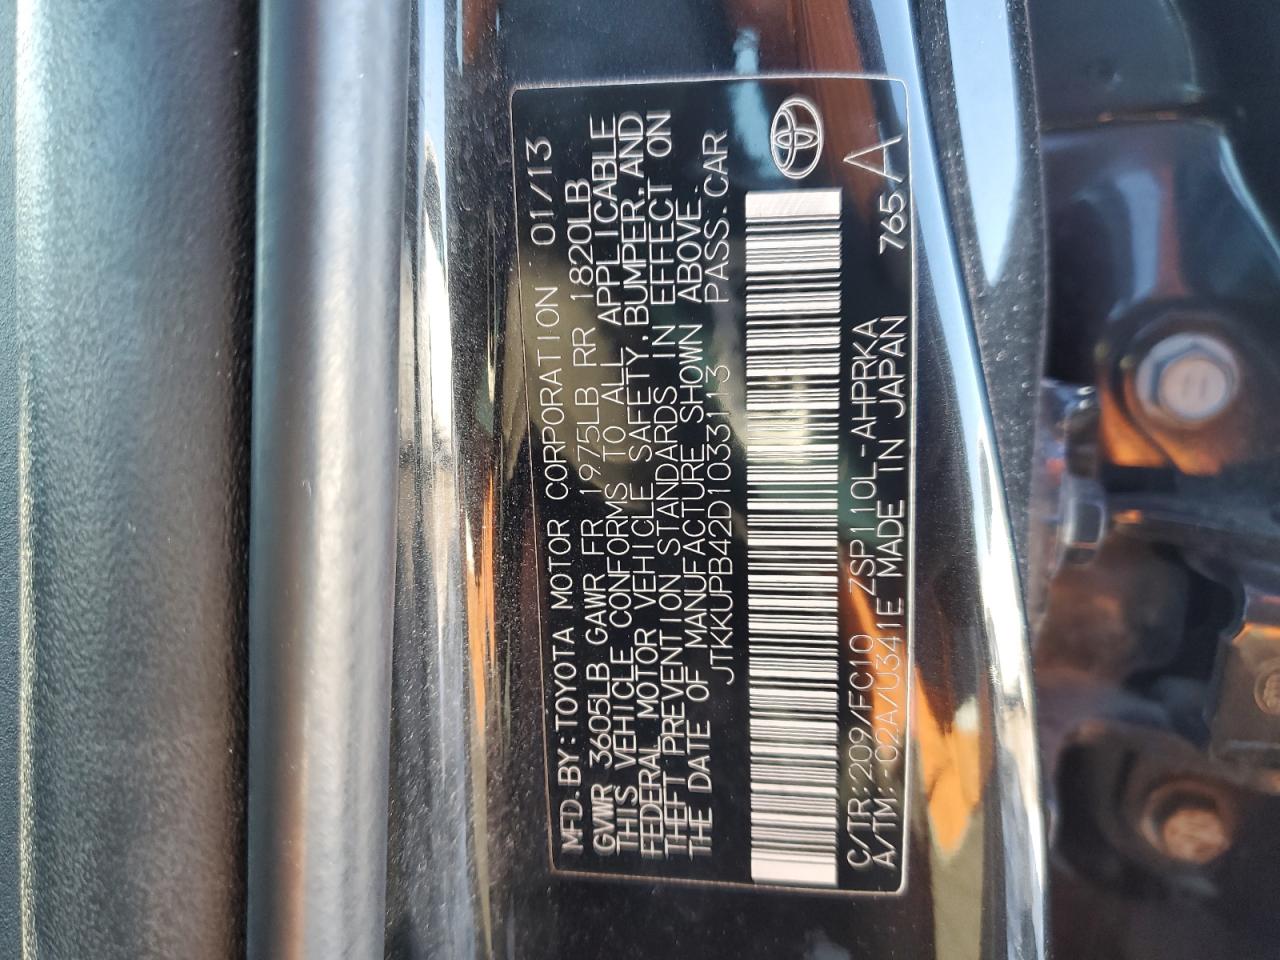 MFD.BY:TOYOTA MOTOR CORPORATION 01/13
GVWR 3605LB GAWR FR 1975LB RR 1820LB
THIS VEHICLE CONFORMS TO ALL APPLICABLE
FEDERAL MOTOR VEHICLE SAFETY,BUMPER,AND
THEFT PREVENTION STANDARDS IN EFFECT ON
THE DATE OF MANUFACTURE SHOWN ABOVE.
JTKKUPB42D1033113 PASS.CAR
C/TR:209/FC10 ZSP110L-AHPRKA 765 A
A/TM:-02A/U341E MADE IN JAPAN